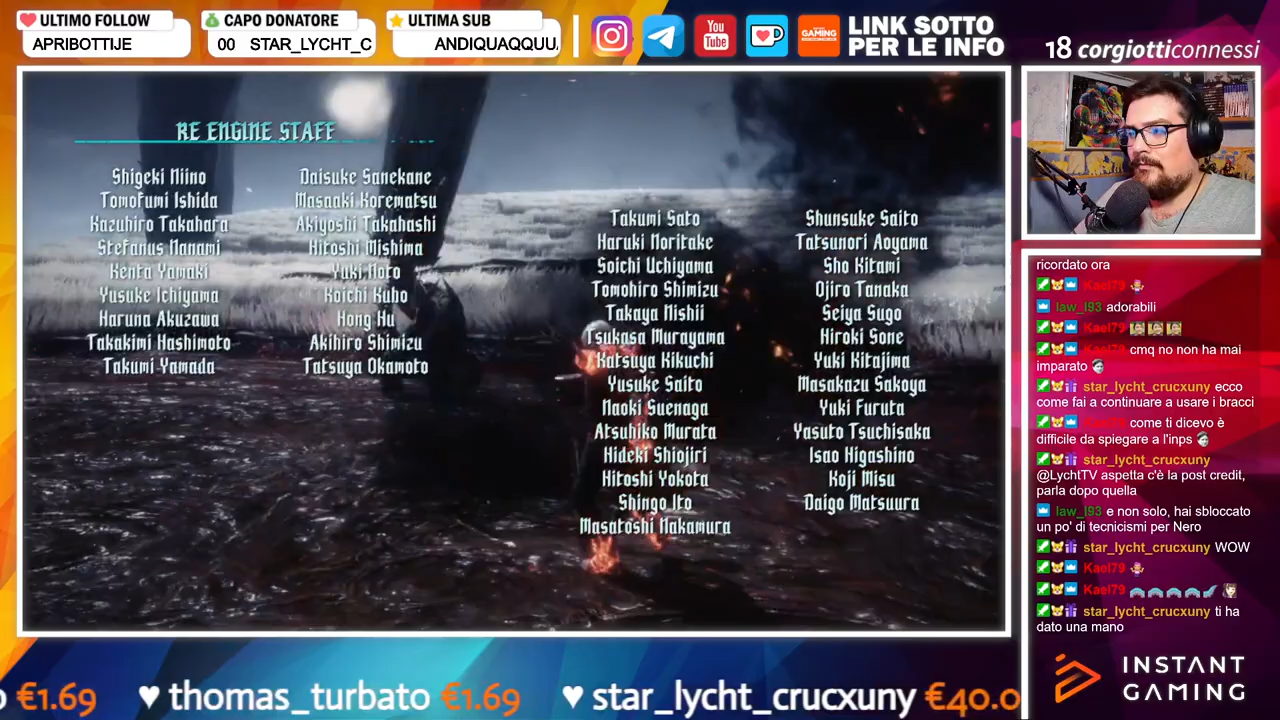 ULTIMO FOLLOW
APRIBOTTIJE
CAPO DONATORE
00 STAR_LYCHT_C
ULTIMA SUB
ANDIQUAQQUU
You
Tube
GAMING
LINK SOTTO
PER LE INFO
18 corgiotticonnessi
RE ENGINE STAFF
Shigeki Niino
Tomofumi Ishida
Kazuhiro Takahara
Stefanus Nanami
Kenta Yamaki
Yusuke Ichiyama
Haruna Akuzawa
Takakimi Hashimoto
Takumi Yamada
Daisuke Sanekane
Masaaki Korematsu
Akiyoshi Takahashi
Hitoshi Mishima
Yuki Noto
Koichi Kubo
Hong Hu
Akihiro Shimizu
Tatsuya Okamoto
Takumi Sato
Haruki Noritake
Soichi Uchiyama
Tomohiro Shimizu
Takaya Nishii
Tsukasa Murayama
Katsuya Kikuchi
Yusuke Saito
Naoki Suenaga
Atsuhiko Murata
Hideki Shiojiri
Hitoshi Yokota
Shingo Ito
Masatoshi Nakamura
Shunsuke Saito
Tatsunori Aoyama
Sho Kitami
Ojiro Tanaka
Seiya Sugo
Hiroki Sone
Yuki Kitajima
Masakazu Sakoya
Yuki Furuta
Yasuto Tsuchisaka
Isao Higashino
Koji Misu
Daigo Matsuura
ricordato ora
Kael79
law_l93 adorabili
Kael79
Kael79 cmq no non ha mai
imparato
star_lycht_crucxuny ecco
come fai a continuare a usare i bracci
Kael79 come ti dicevo è
difficile da spiegare a l'inps
star_lycht_crucxuny
@LychtTV aspetta c'è la post credit,
parla dopo quella
law_l93 e non solo, hai sbloccato
un po' di tecnicismi per Nero
star_lycht_crucxuny WOW
Kael79
Kael79
star_lycht_crucxuny ti ha
dato una mano
INSTANT
GAMING
o €1.69 ♥ thomas_turbato €1.69 ♥ star_lycht_crucxuny €40.0